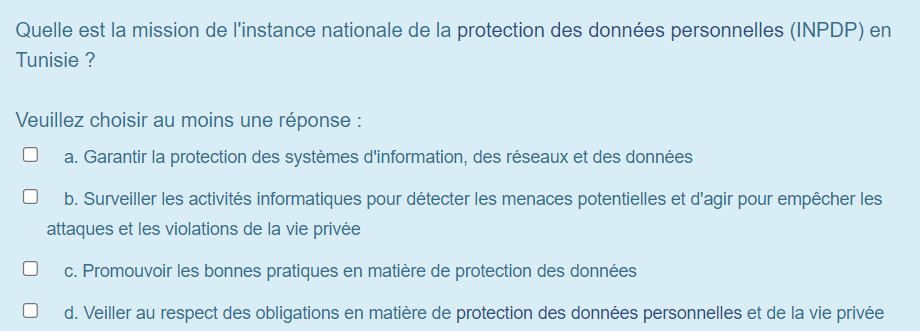 Quelle est la mission de l'instance nationale de la protection des données personnelles (INPDP) en
Tunisie ?
Veuillez choisir au moins une réponse :
a. Garantir la protection des systèmes d'information, des réseaux et des données
b. Surveiller les activités informatiques pour détecter les menaces potentielles et d'agir pour empêcher les
attaques et les violations de la vie privée
c. Promouvoir les bonnes pratiques en matière de protection des données
d. Veiller au respect des obligations en matière de protection des données personnelles et de la vie privée